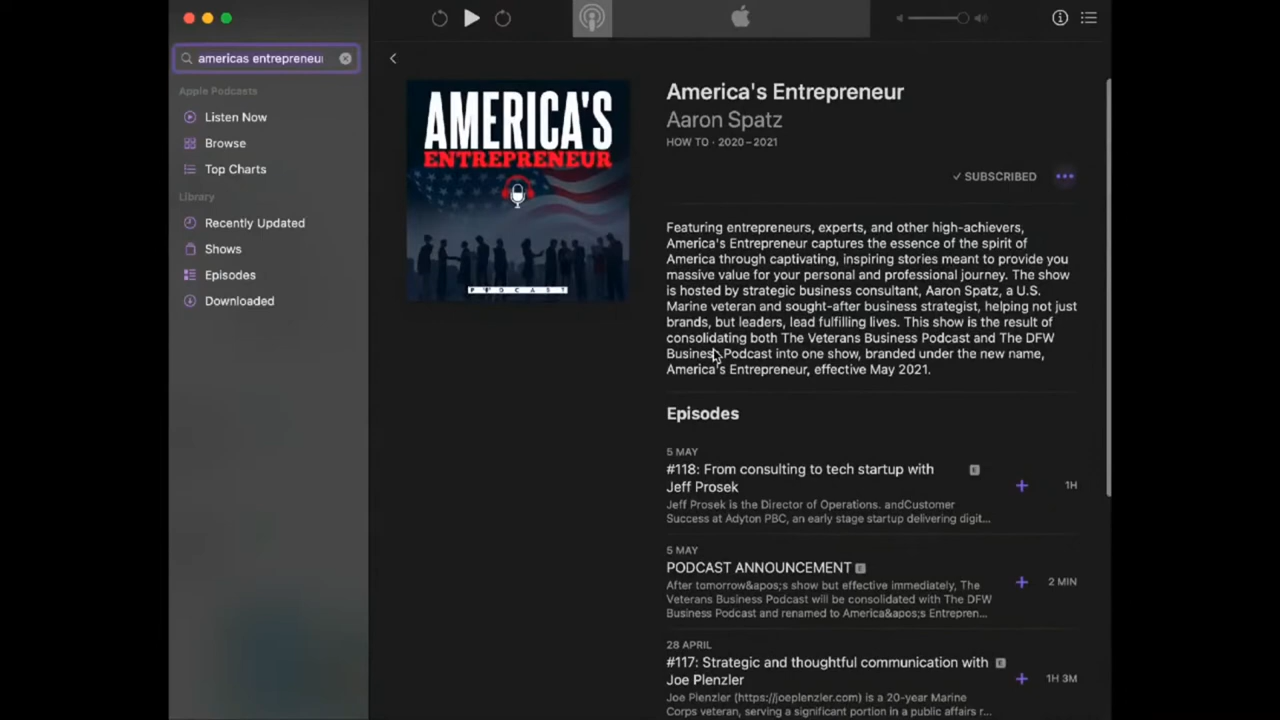 americas entrepreneur
Apple Podcasts
Listen Now
Browse
Top Charts
Library
Recently Updated
Shows
Episodes
Downloaded
AMERICA'S
ENTREPRENEUR
PODCAST
America's Entrepreneur
Aaron Spatz
HOW TO · 2020–2021
✓ SUBSCRIBED
Featuring entrepreneurs, experts, and other high-achievers,
America's Entrepreneur captures the essence of the spirit of
America through captivating, inspiring stories meant to provide you
massive value for your personal and professional journey. The show
is hosted by strategic business consultant, Aaron Spatz, a U.S.
Marine veteran and sought-after business strategist, helping not just
brands, but leaders, lead fulfilling lives. This show is the result of
consolidating both The Veterans Business Podcast and The DFW
Business Podcast into one show, branded under the new name,
America's Entrepreneur, effective May 2021.
Episodes
5 MAY
#118: From consulting to tech startup with E
Jeff Prosek
Jeff Prosek is the Director of Operations. andCustomer
Success at Adyton PBC, an early stage startup delivering digit...
1H
5 MAY
PODCAST ANNOUNCEMENT E
After tomorrow&apos;s show but effective immediately, The
Veterans Business Podcast will be consolidated with The DFW
Business Podcast and renamed to America&apos;s Entrepren...
2 MIN
28 APRIL
#117: Strategic and thoughtful communication with E
Joe Plenzler
Joe Plenzler (https://joeplenzler.com) is a 20-year Marine
Corps veteran, serving a significant portion in a public affairs r...
1H 3M